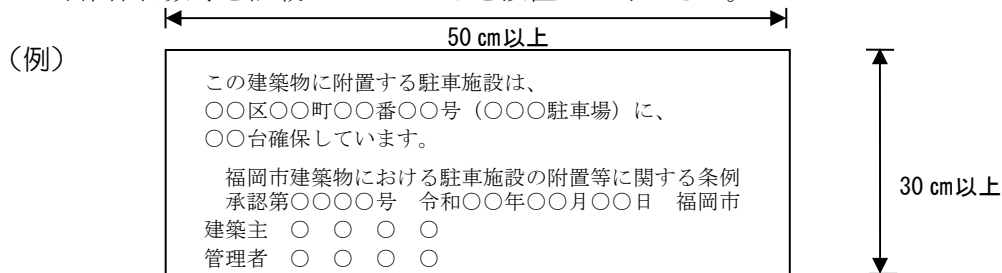 50 cm以上
（例）
この建築物に附置する駐車施設は、
○○区○○町○○番○○号（○○○駐車場）に、
○○台確保しています。
福岡市建築物における駐車施設の附置等に関する条例
承認第○○○○号　令和○○年○○月○○日　福岡市
30 cm以上
建築主　○　○　○　○
管理者　○　○　○　○